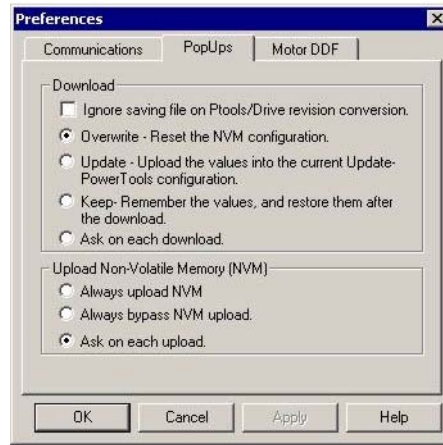 Preferences
Communications
PopUps
Motor DDF
Download
Ignore saving file on Ptools/Drive revision conversion.
Overwrite - Reset the NVM configuration.
Update - Upload the values into the current Update-
PowerTools configuration.
Keep- Remember the values, and restore them after
the download.
Ask on each download.
Upload Non-Volatile Memory (NVM)
Always upload NVM
Always bypass NVM upload.
Ask on each upload.
OK
Cancel
Apply
Help